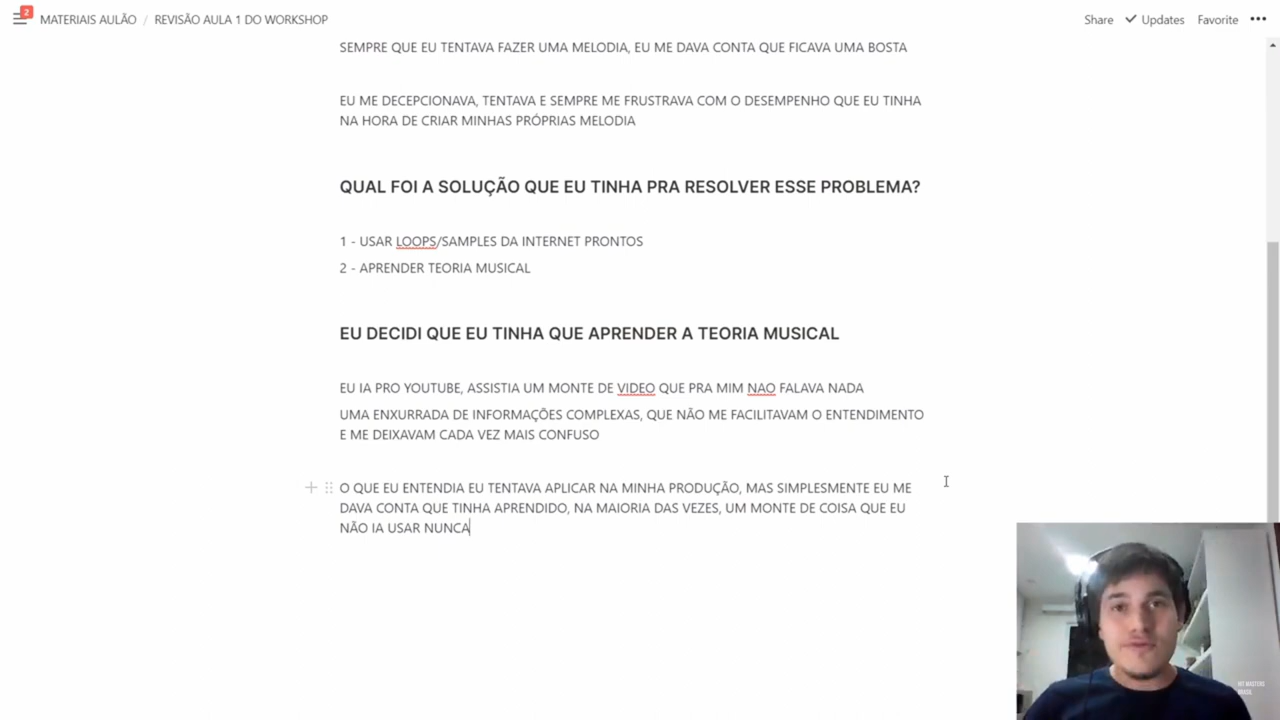 2
MATERIAIS AULÃO / REVISÃO AULA 1 DO WORKSHOP
Share Updates Favorite
SEMPRE QUE EU TENTAVA FAZER UMA MELODIA, EU ME DAVA CONTA QUE FICAVA UMA BOSTA
EU ME DECEPCIONAVA, TENTAVA E SEMPRE ME FRUSTRAVA COM O DESEMPENHO QUE EU TINHA
NA HORA DE CRIAR MINHAS PRÓPRIAS MELODIA
QUAL FOI A SOLUÇÃO QUE EU TINHA PRA RESOLVER ESSE PROBLEMA?
1 - USAR LOOPS/SAMPLES DA INTERNET PRONTOS
2 - APRENDER TEORIA MUSICAL
EU DECIDI QUE EU TINHA QUE APRENDER A TEORIA MUSICAL
EU IA PRO YOUTUBE, ASSISTIA UM MONTE DE VIDEO QUE PRA MIM NAO FALAVA NADA
UMA ENXURRADA DE INFORMAÇÕES COMPLEXAS, QUE NÃO ME FACILITAVAM O ENTENDIMENTO
E ME DEIXAVAM CADA VEZ MAIS CONFUSO
O QUE EU ENTENDIA EU TENTAVA APLICAR NA MINHA PRODUÇÃO, MAS SIMPLESMENTE EU ME
DAVA CONTA QUE TINHA APRENDIDO, NA MAIORIA DAS VEZES, UM MONTE DE COISA QUE EU
NÃO IA USAR NUNCA